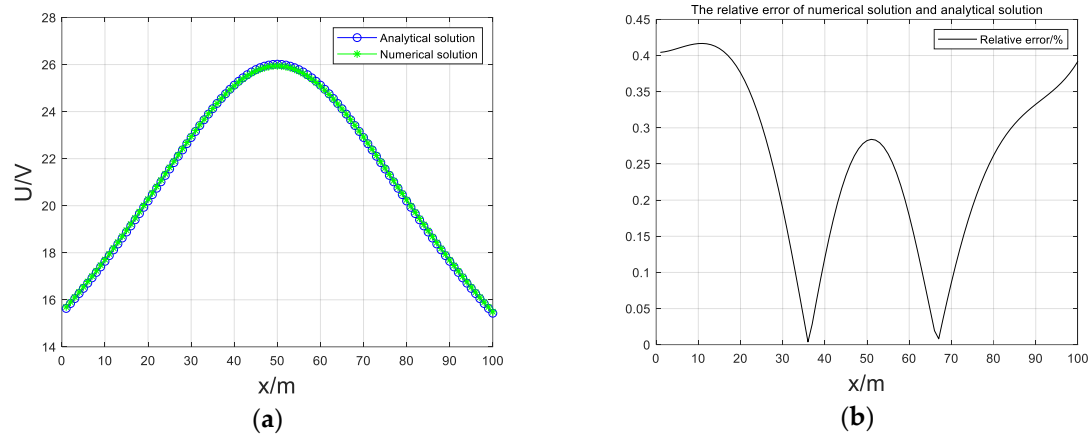 28
26
24
22
20
18
16
14
U/V
Analytical solution
Numerical solution
0 10 20 30 40 50 60 70 80 90 100
x/m
(a)
The relative error of numerical solution and analytical solution
0.45
0.4
0.35
0.3
0.25
0.2
0.15
0.1
0.05
0
Relative error/%
0 10 20 30 40 50 60 70 80 90 100
x/m
(b)